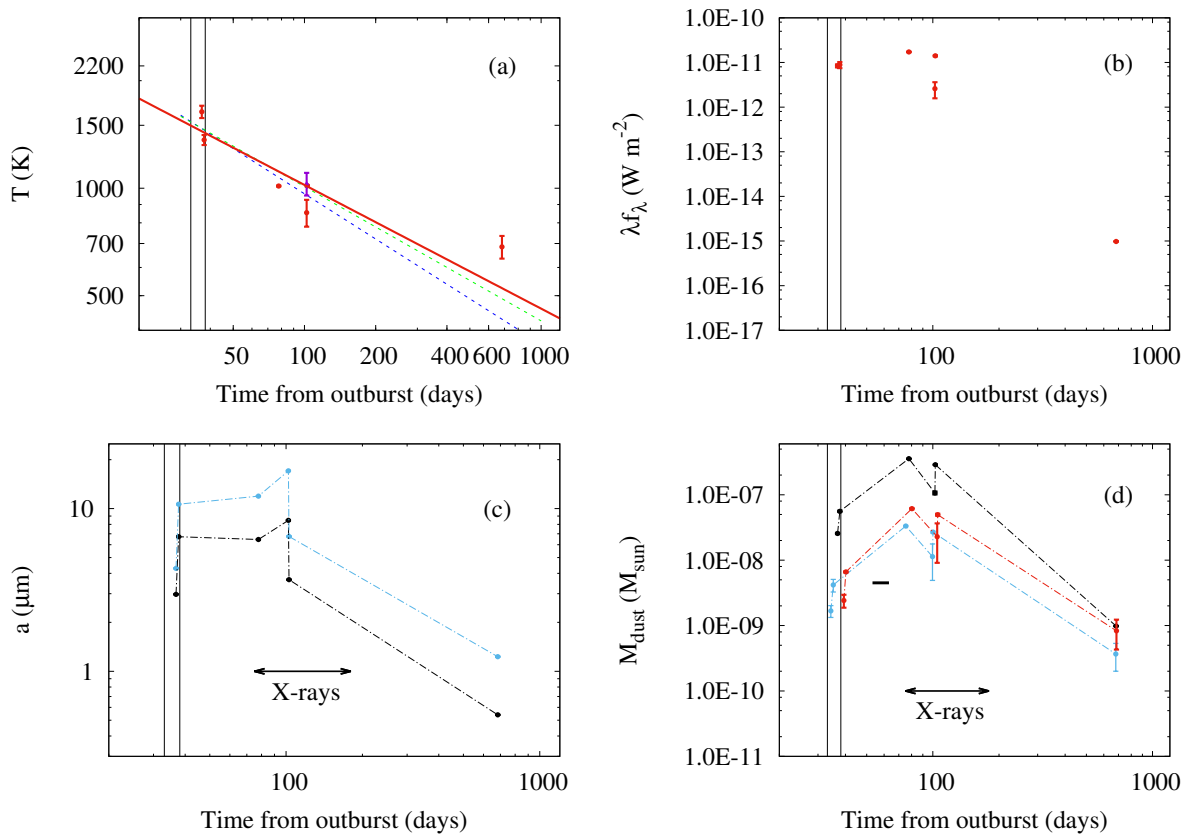 2200
1500
1000
700
500
T (K)
(a)
50 100 200 400 600 1000
Time from outburst (days)
1.0E-10
1.0E-11
1.0E-12
1.0E-13
1.0E-14
1.0E-15
1.0E-16
1.0E-17
λfλ (W m-2)
(b)
100 1000
Time from outburst (days)
10
1
a (μm)
(c)
X-rays
100 1000
Time from outburst (days)
1.0E-07
1.0E-08
1.0E-09
1.0E-10
1.0E-11
Mdust (Msun)
(d)
X-rays
100 1000
Time from outburst (days)